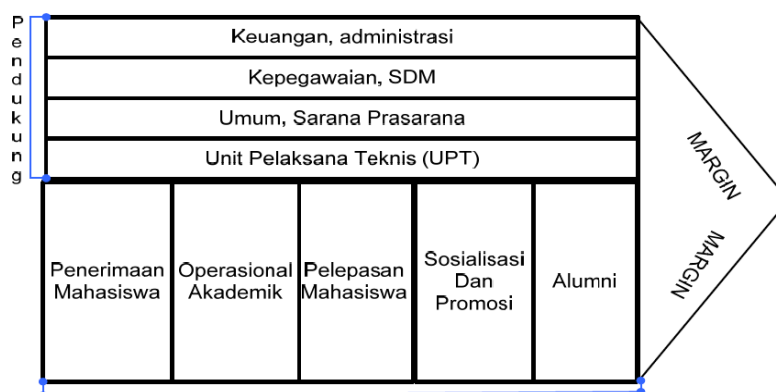 Pendukung
Keuangan, administrasi
Kepegawaian, SDM
Umum, Sarana Prasarana
Unit Pelaksana Teknis (UPT)
MARGIN
MARGIN
Penerimaan
Mahasiswa
Operasional
Akademik
Pelepasan
Mahasiswa
Sosialisasi
Dan
Promosi
Alumni